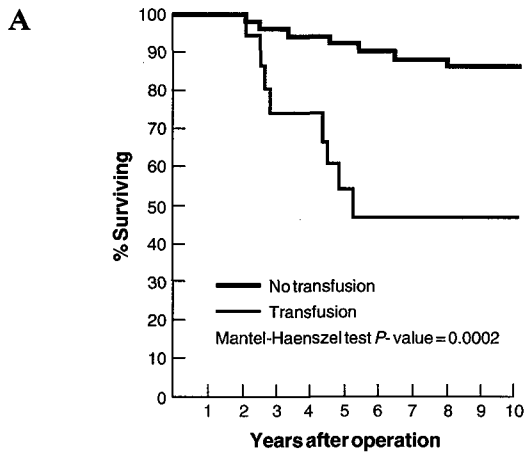 A
100
90
80
70
60
50
40
30
20
10
0
% Surviving
No transfusion
Transfusion
Mantel-Haenszel test P- value = 0.0002
1 2 3 4 5 6 7 8 9 10
Years after operation